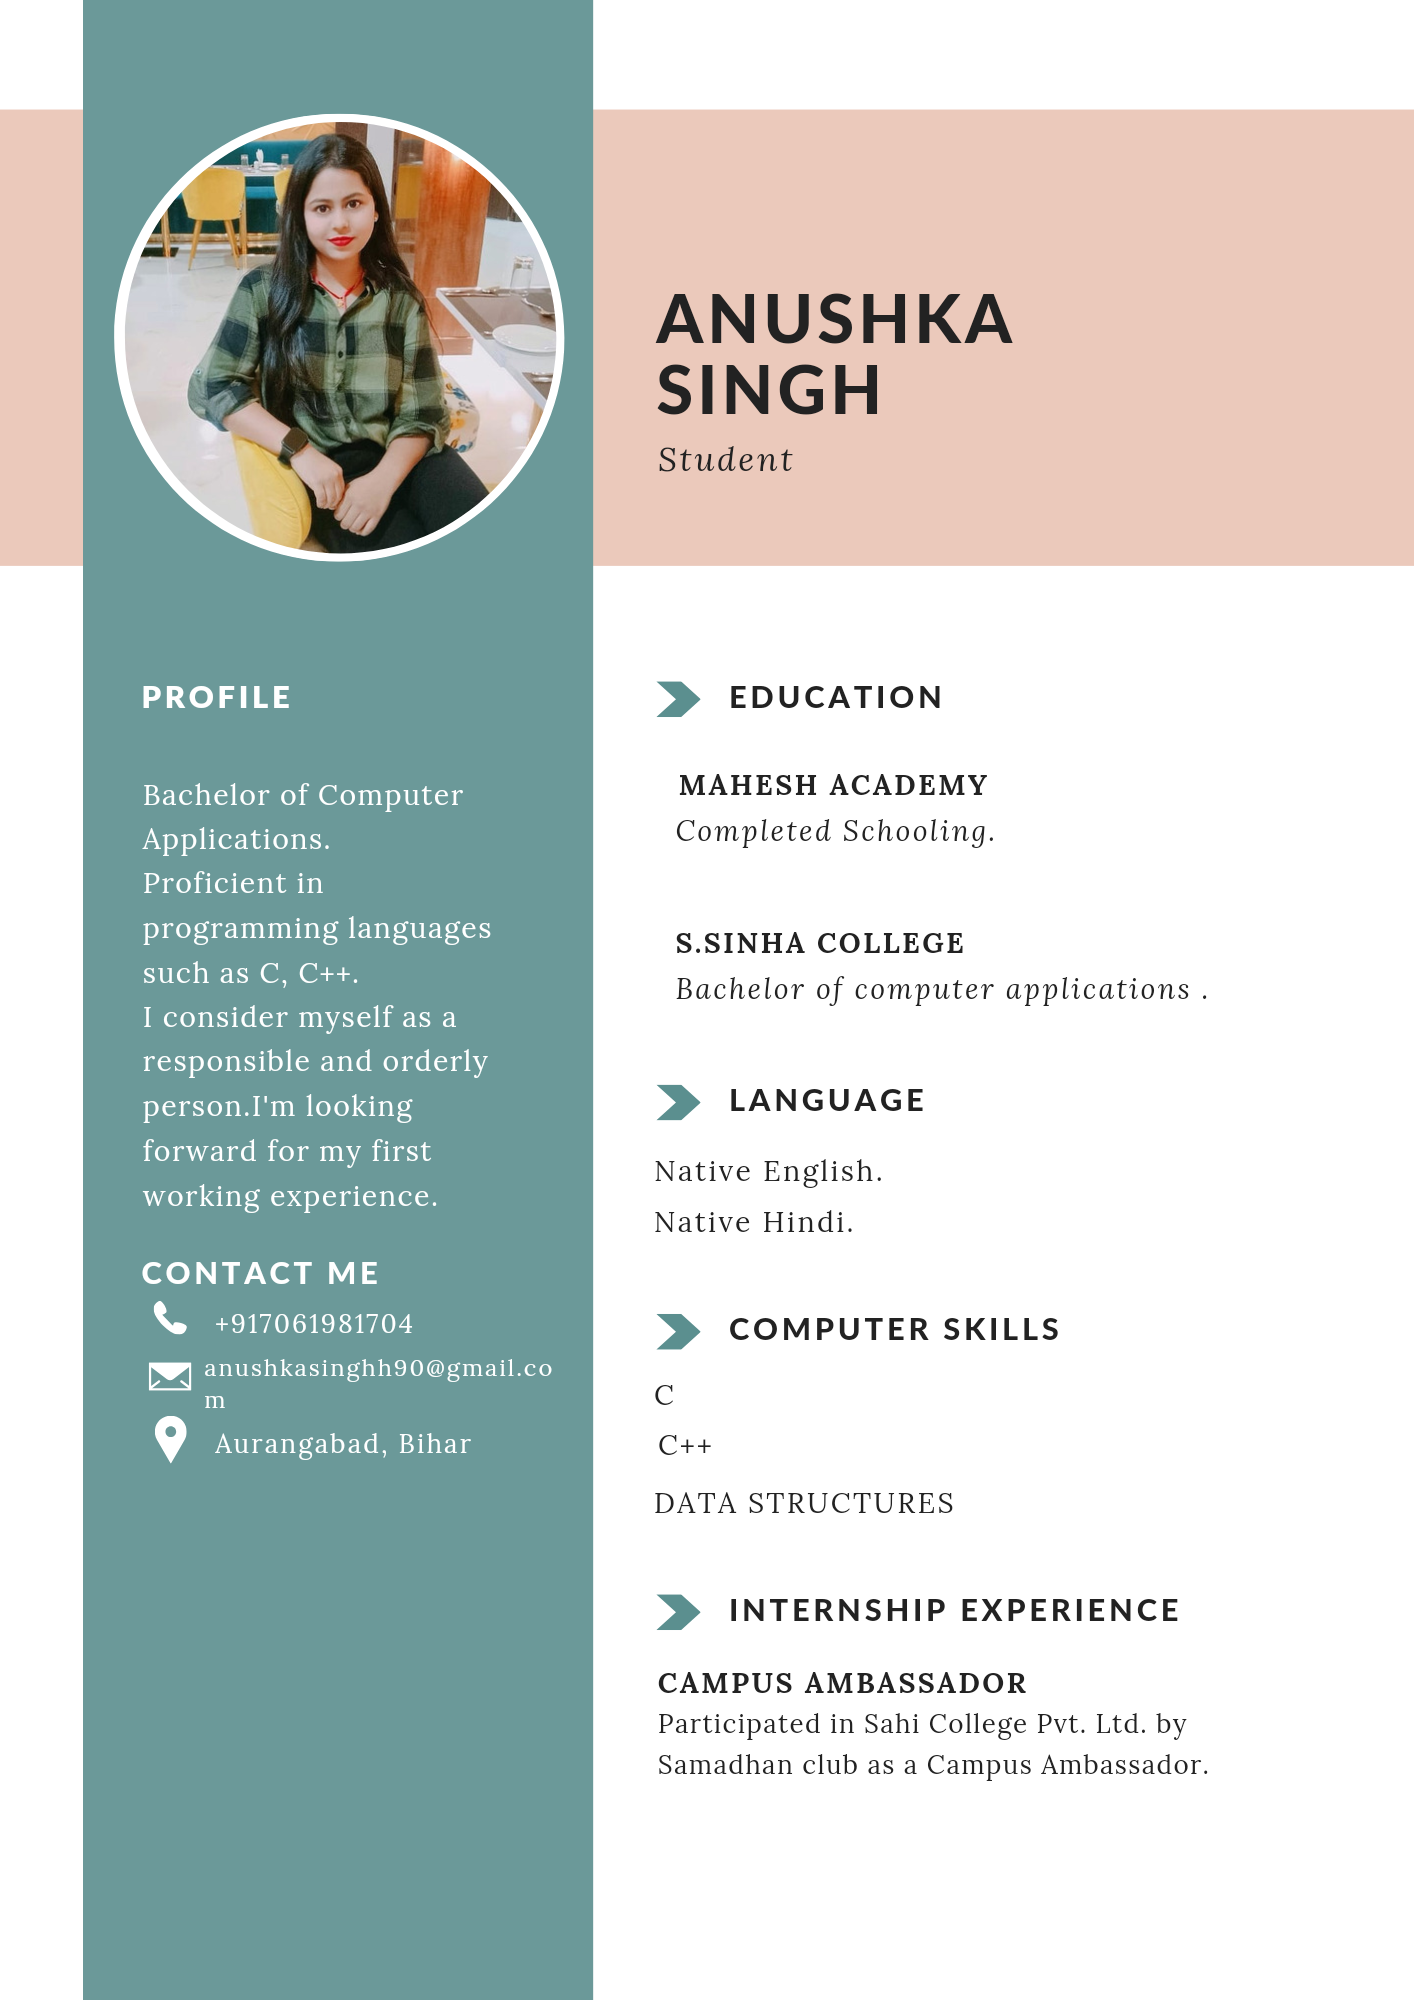 ANUSHKA
SINGH
Student
PROFILE
Bachelor of Computer
Applications.
Proficient in
programming languages
such as C, C++.
I consider myself as a
responsible and orderly
person.I'm looking
forward for my first
working experience.
CONTACT ME
+917061981704
anushkasinghh90@gmail.co
m
Aurangabad, Bihar
EDUCATION
MAHESH ACADEMY
Completed Schooling.
S.SINHA COLLEGE
Bachelor of computer applications .
LANGUAGE
Native English.
Native Hindi.
COMPUTER SKILLS
C
C++
DATA STRUCTURES
INTERNSHIP EXPERIENCE
CAMPUS AMBASSADOR
Participated in Sahi College Pvt. Ltd. by
Samadhan club as a Campus Ambassador.